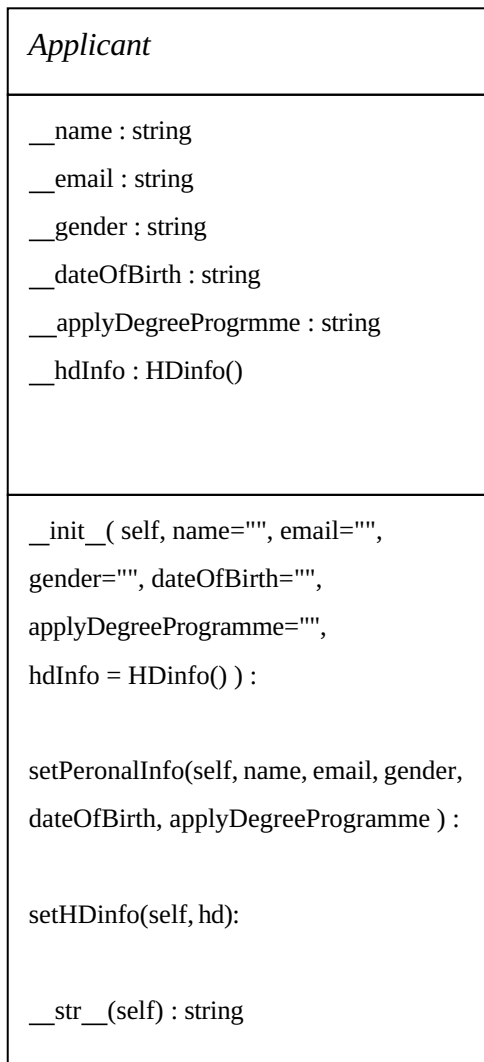 Applicant
__name : string
__email : string
__gender : string
__dateOfBirth : string
__applyDegreeProgrmme : string
__hdInfo : HDinfo()
_init_( self, name="", email="",
gender="", dateOfBirth="",
applyDegreeProgramme="",
hdInfo = HDinfo() ) :
setPeronalInfo(self, name, email, gender,
dateOfBirth, applyDegreeProgramme ) :
setHDinfo(self, hd):
__str__(self) : string